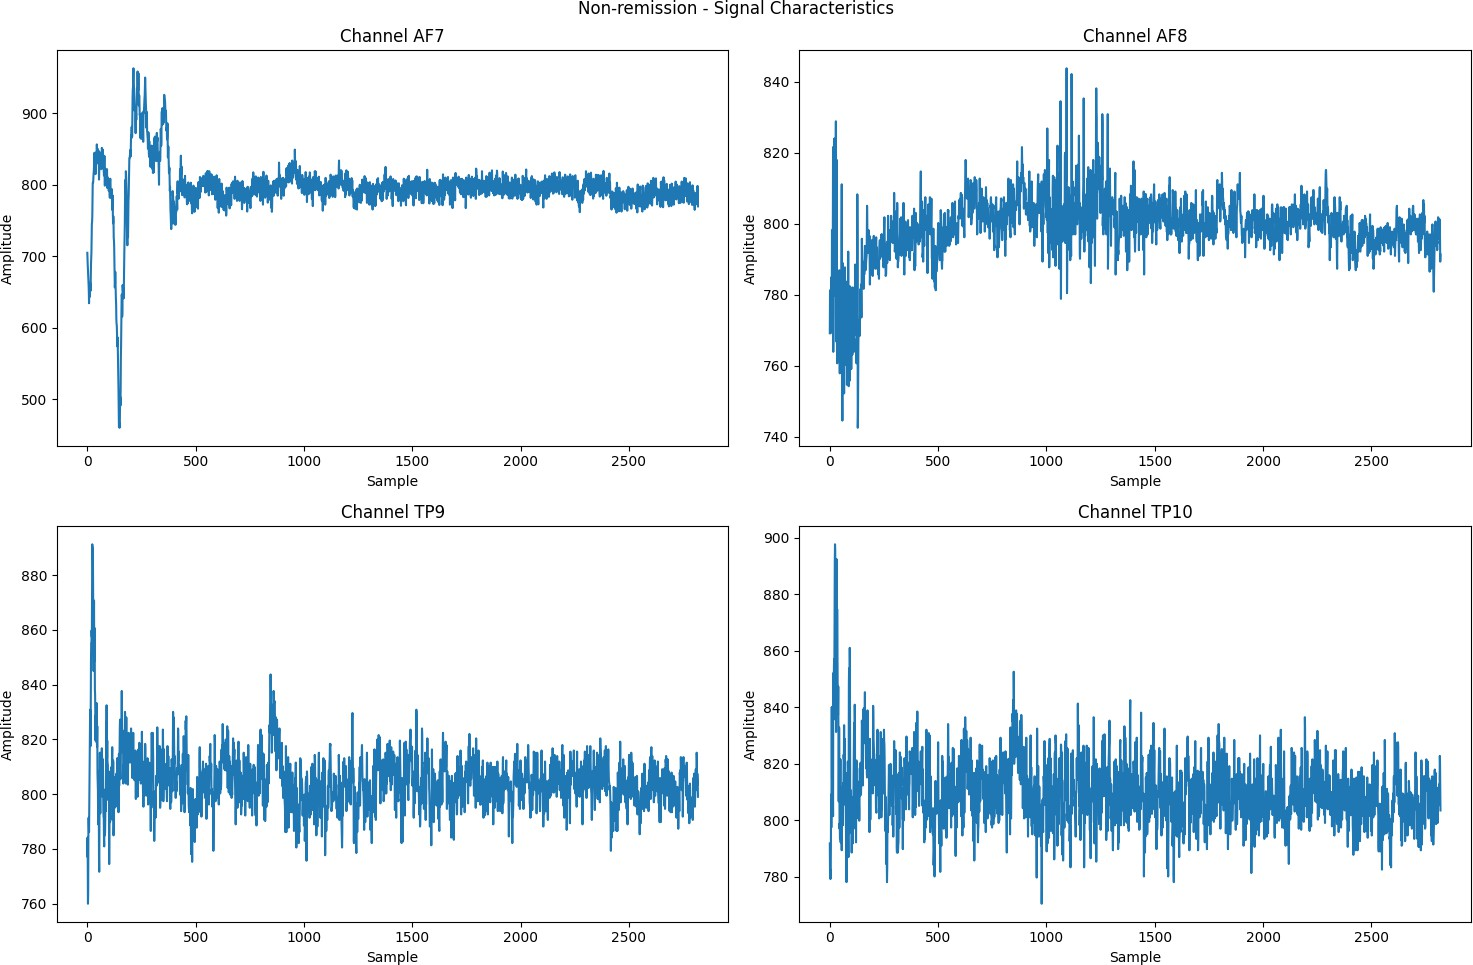 Non-remission - Signal Characteristics
Channel AF7
Amplitude
900
800
700
600
500
0 500 1000 1500 2000 2500
Sample
Channel AF8
Amplitude
840
820
800
780
760
740
0 500 1000 1500 2000 2500
Sample
Channel TP9
Amplitude
880
860
840
820
800
780
760
0 500 1000 1500 2000 2500
Sample
Channel TP10
Amplitude
900
880
860
840
820
800
780
0 500 1000 1500 2000 2500
Sample